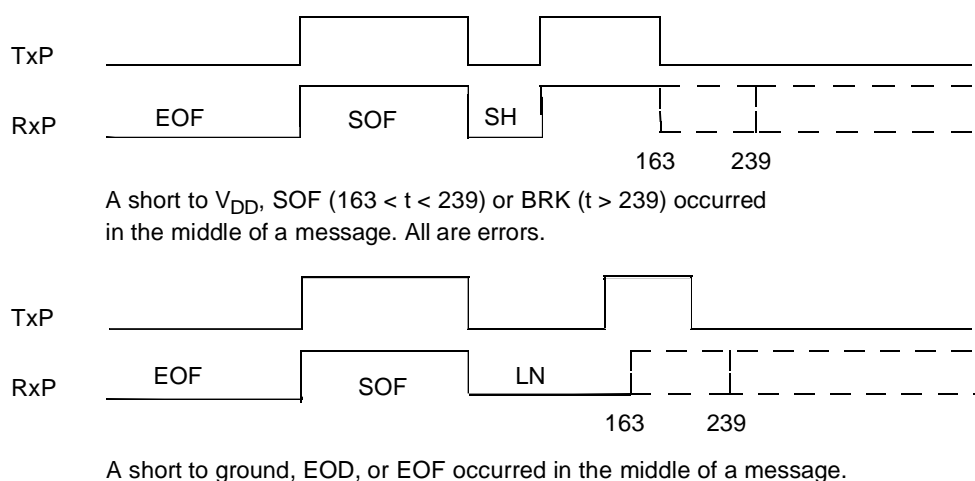 TxP
RxP EOF SOF SH
163 239
A short to VDD, SOF (163 < t < 239) or BRK (t > 239) occurred
in the middle of a message. All are errors.
TxP
RxP EOF SOF LN
163 239
A short to ground, EOD, or EOF occurred in the middle of a message.